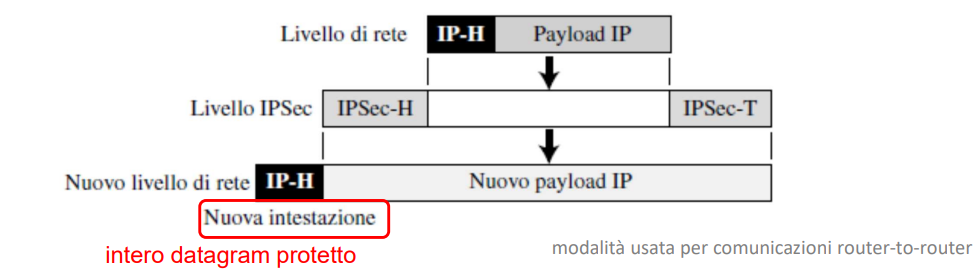 Livello di rete IP-H Payload IP
Livello IPSec IPSec-H IPSec-T
Nuovo livello di rete IP-H Nuovo payload IP
Nuova intestazione
intero datagram protetto
modalità usata per comunicazioni router-to-router